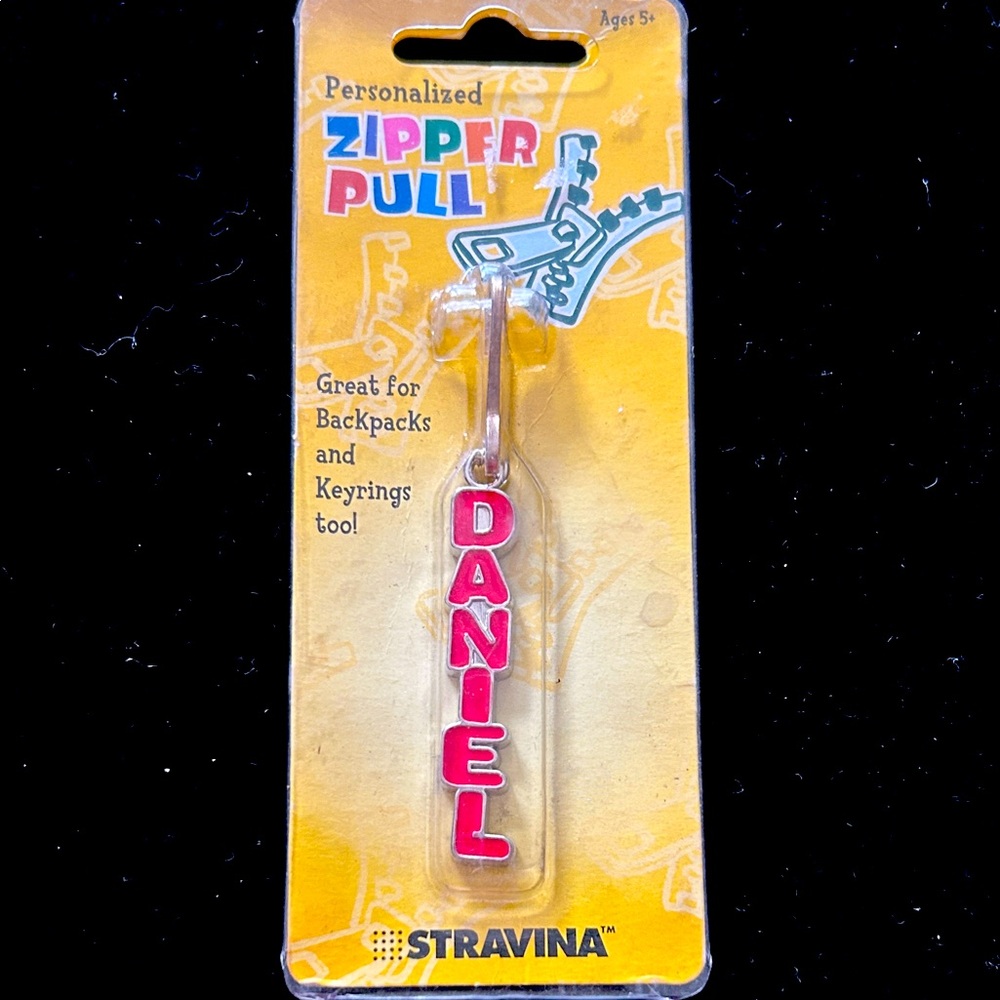 Ages 5+
Personalized
ZIPPER
PULL
Great for
Backpacks
and
Keyrings
too!
DANIEL
STRAVINA™